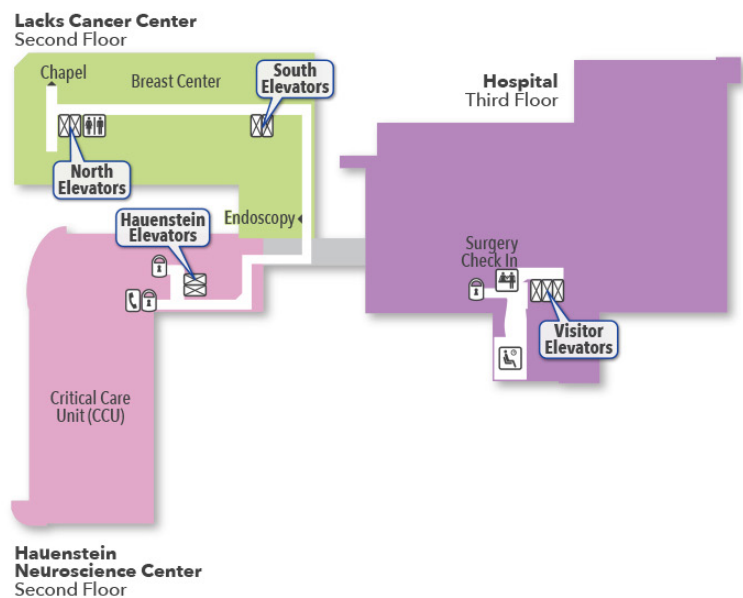 Lacks Cancer Center
Second Floor
Chapel
Breast Center
South
Elevators
Hospital
Third Floor
North
Elevators
Endoscopy
Hauenstein
Elevators
Surgery
Check In
Visitor
Elevators
Critical Care
Unit (CCU)
Hauenstein
Neuroscience Center
Second Floor